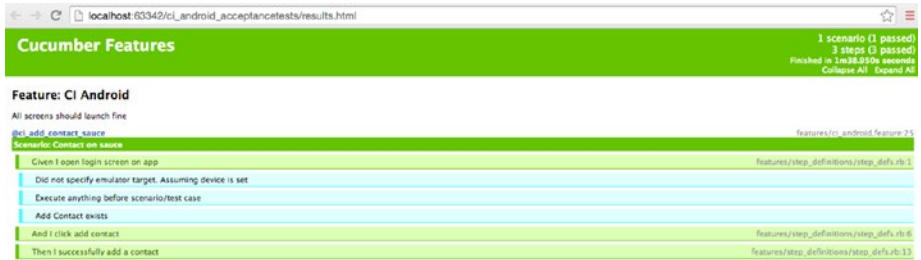 localhost:63342/ci_android_acceptancetests/results.html
Cucumber Features
1 scenario (1 passed)
3 steps (3 passed)
Finished in 1m38.950s seconds
Collapse All Expand All
Feature: CI Android
All screens should launch fine
@ci_add_contact_sauce
features/ci_android.feature:25
Scenario: Contact on sauce
Given I open login screen on app
features/step_definitions/step_defs.rb:1
Did not specify emulator target. Assuming device is set
Execute anything before scenario/test case
Add Contact exists
And I click add contact
features/step_definitions/step_defs.rb:6
Then I successfully add a contact
features/step_definitions/step_defs.rb:13